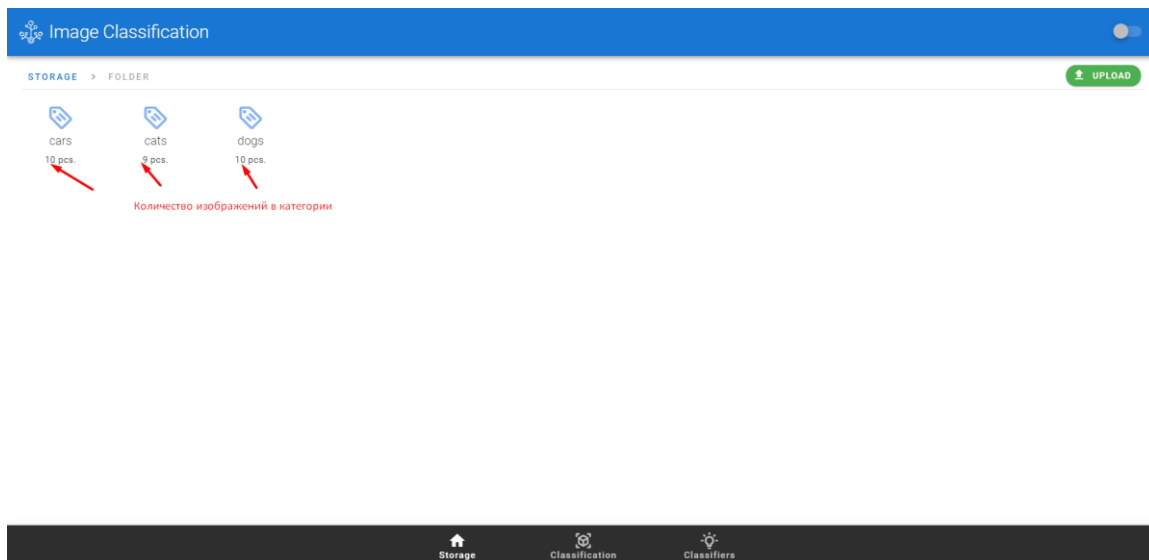 Image Classification
STORAGE > FOLDER
UPLOAD
cars cats dogs
10 pcs. 9 pcs. 10 pcs.
Количество изображений в категории
Storage Classification Classifiers